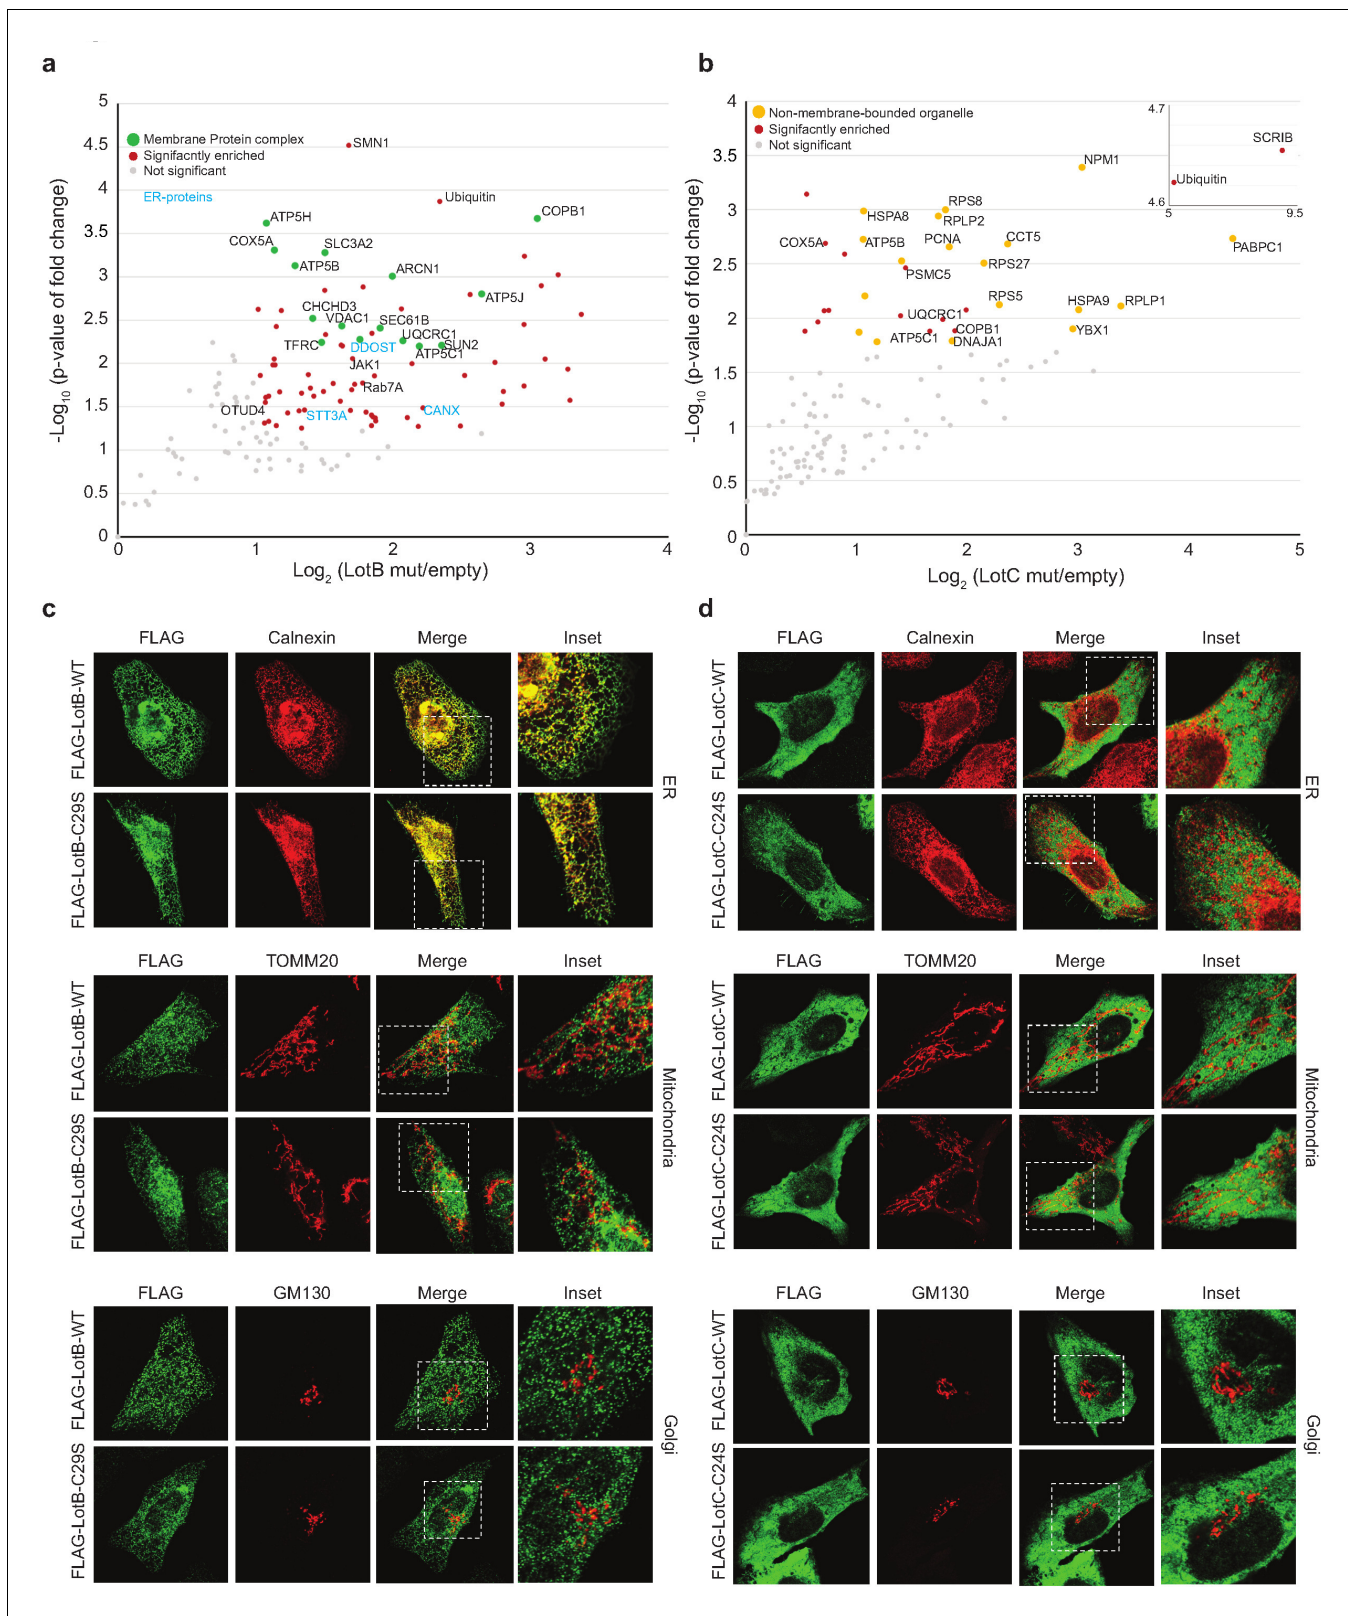 a
5
4.5
4
3.5
3
2.5
2
1.5
1
0.5
0
0
1
2
3
4
-Log10 (p-value of fold change)
Log2 (LotB mut/empty)
Membrane Protein complex
Signifacntly enriched
Not significant
ER-proteins
SMN1
Ubiquitin
COPB1
ATP5H
COX5A
SLC3A2
ATP5B
ARCN1
ATP5J
CHCHD3
VDAC1
SEC61B
UQCRC1
TFRC
DDOST
SUN2
ATP5C1
JAK1
Rab7A
OTUD4
STT3A
CANX
b
4
3.5
3
2.5
2
1.5
1
0.5
0
0
1
2
3
4
5
-Log10 (p-value of fold change)
Log2 (LotC mut/empty)
Non-membrane-bounded organelle
Signifacntly enriched
Not significant
4.7
4.6
5
9.5
SCRIB
Ubiquitin
NPM1
RPS8
HSPA8
RPLP2
COX5A
ATP5B
PCNA
CCT5
PABPC1
PSMC5
RPS27
RPS5
HSPA9
RPLP1
UQCRC1
COPB1
YBX1
ATP5C1
DNAJA1
c
FLAG Calnexin Merge Inset
FLAG-LotB-WT
FLAG-LotB-C29S
ER
FLAG TOMM20 Merge Inset
FLAG-LotB-WT
FLAG-LotB-C29S
Mitochondria
FLAG GM130 Merge Inset
FLAG-LotB-WT
FLAG-LotB-C29S
Golgi
d
FLAG Calnexin Merge Inset
FLAG-LotC-WT
FLAG-LotC-C24S
ER
FLAG TOMM20 Merge Inset
FLAG-LotC-WT
FLAG-LotC-C24S
Mitochondria
FLAG GM130 Merge Inset
FLAG-LotC-WT
FLAG-LotC-C24S
Golgi